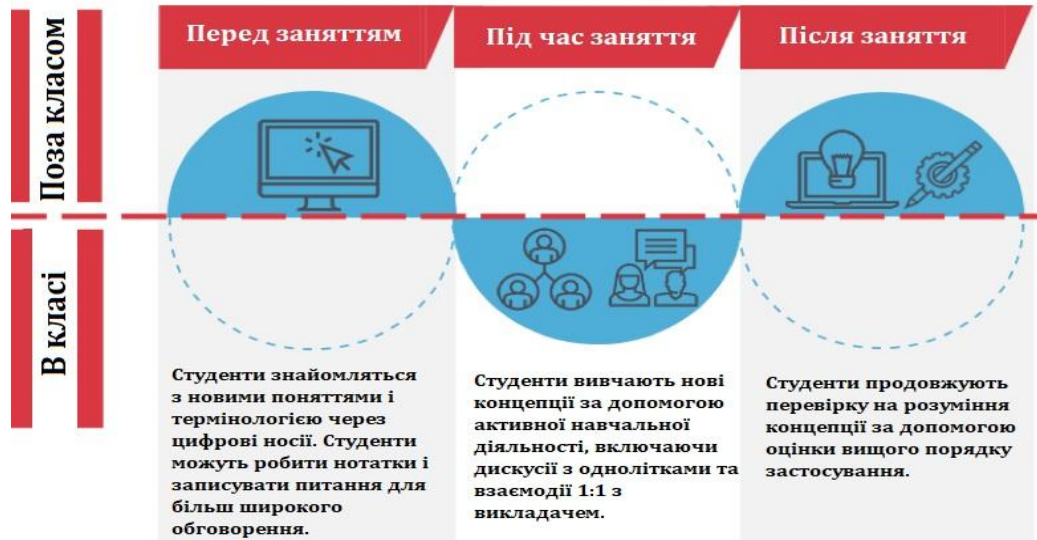 Поза класом
В класі
Перед заняттям
Під час заняття
Після заняття
Студенти знайомляться
з новими поняттями і
термінологією через
цифрові носії. Студенти
можуть робити нотатки і
записувати питання для
більш широкого
обговорення.
Студенти вивчають нові
концепції за допомогою
активної навчальної
діяльності, включаючи
дискусії з однолітками та
взаємодії 1:1 з
викладачем.
Студенти продовжують
перевірку на розуміння
концепції за допомогою
оцінки вищого порядку
застосування.